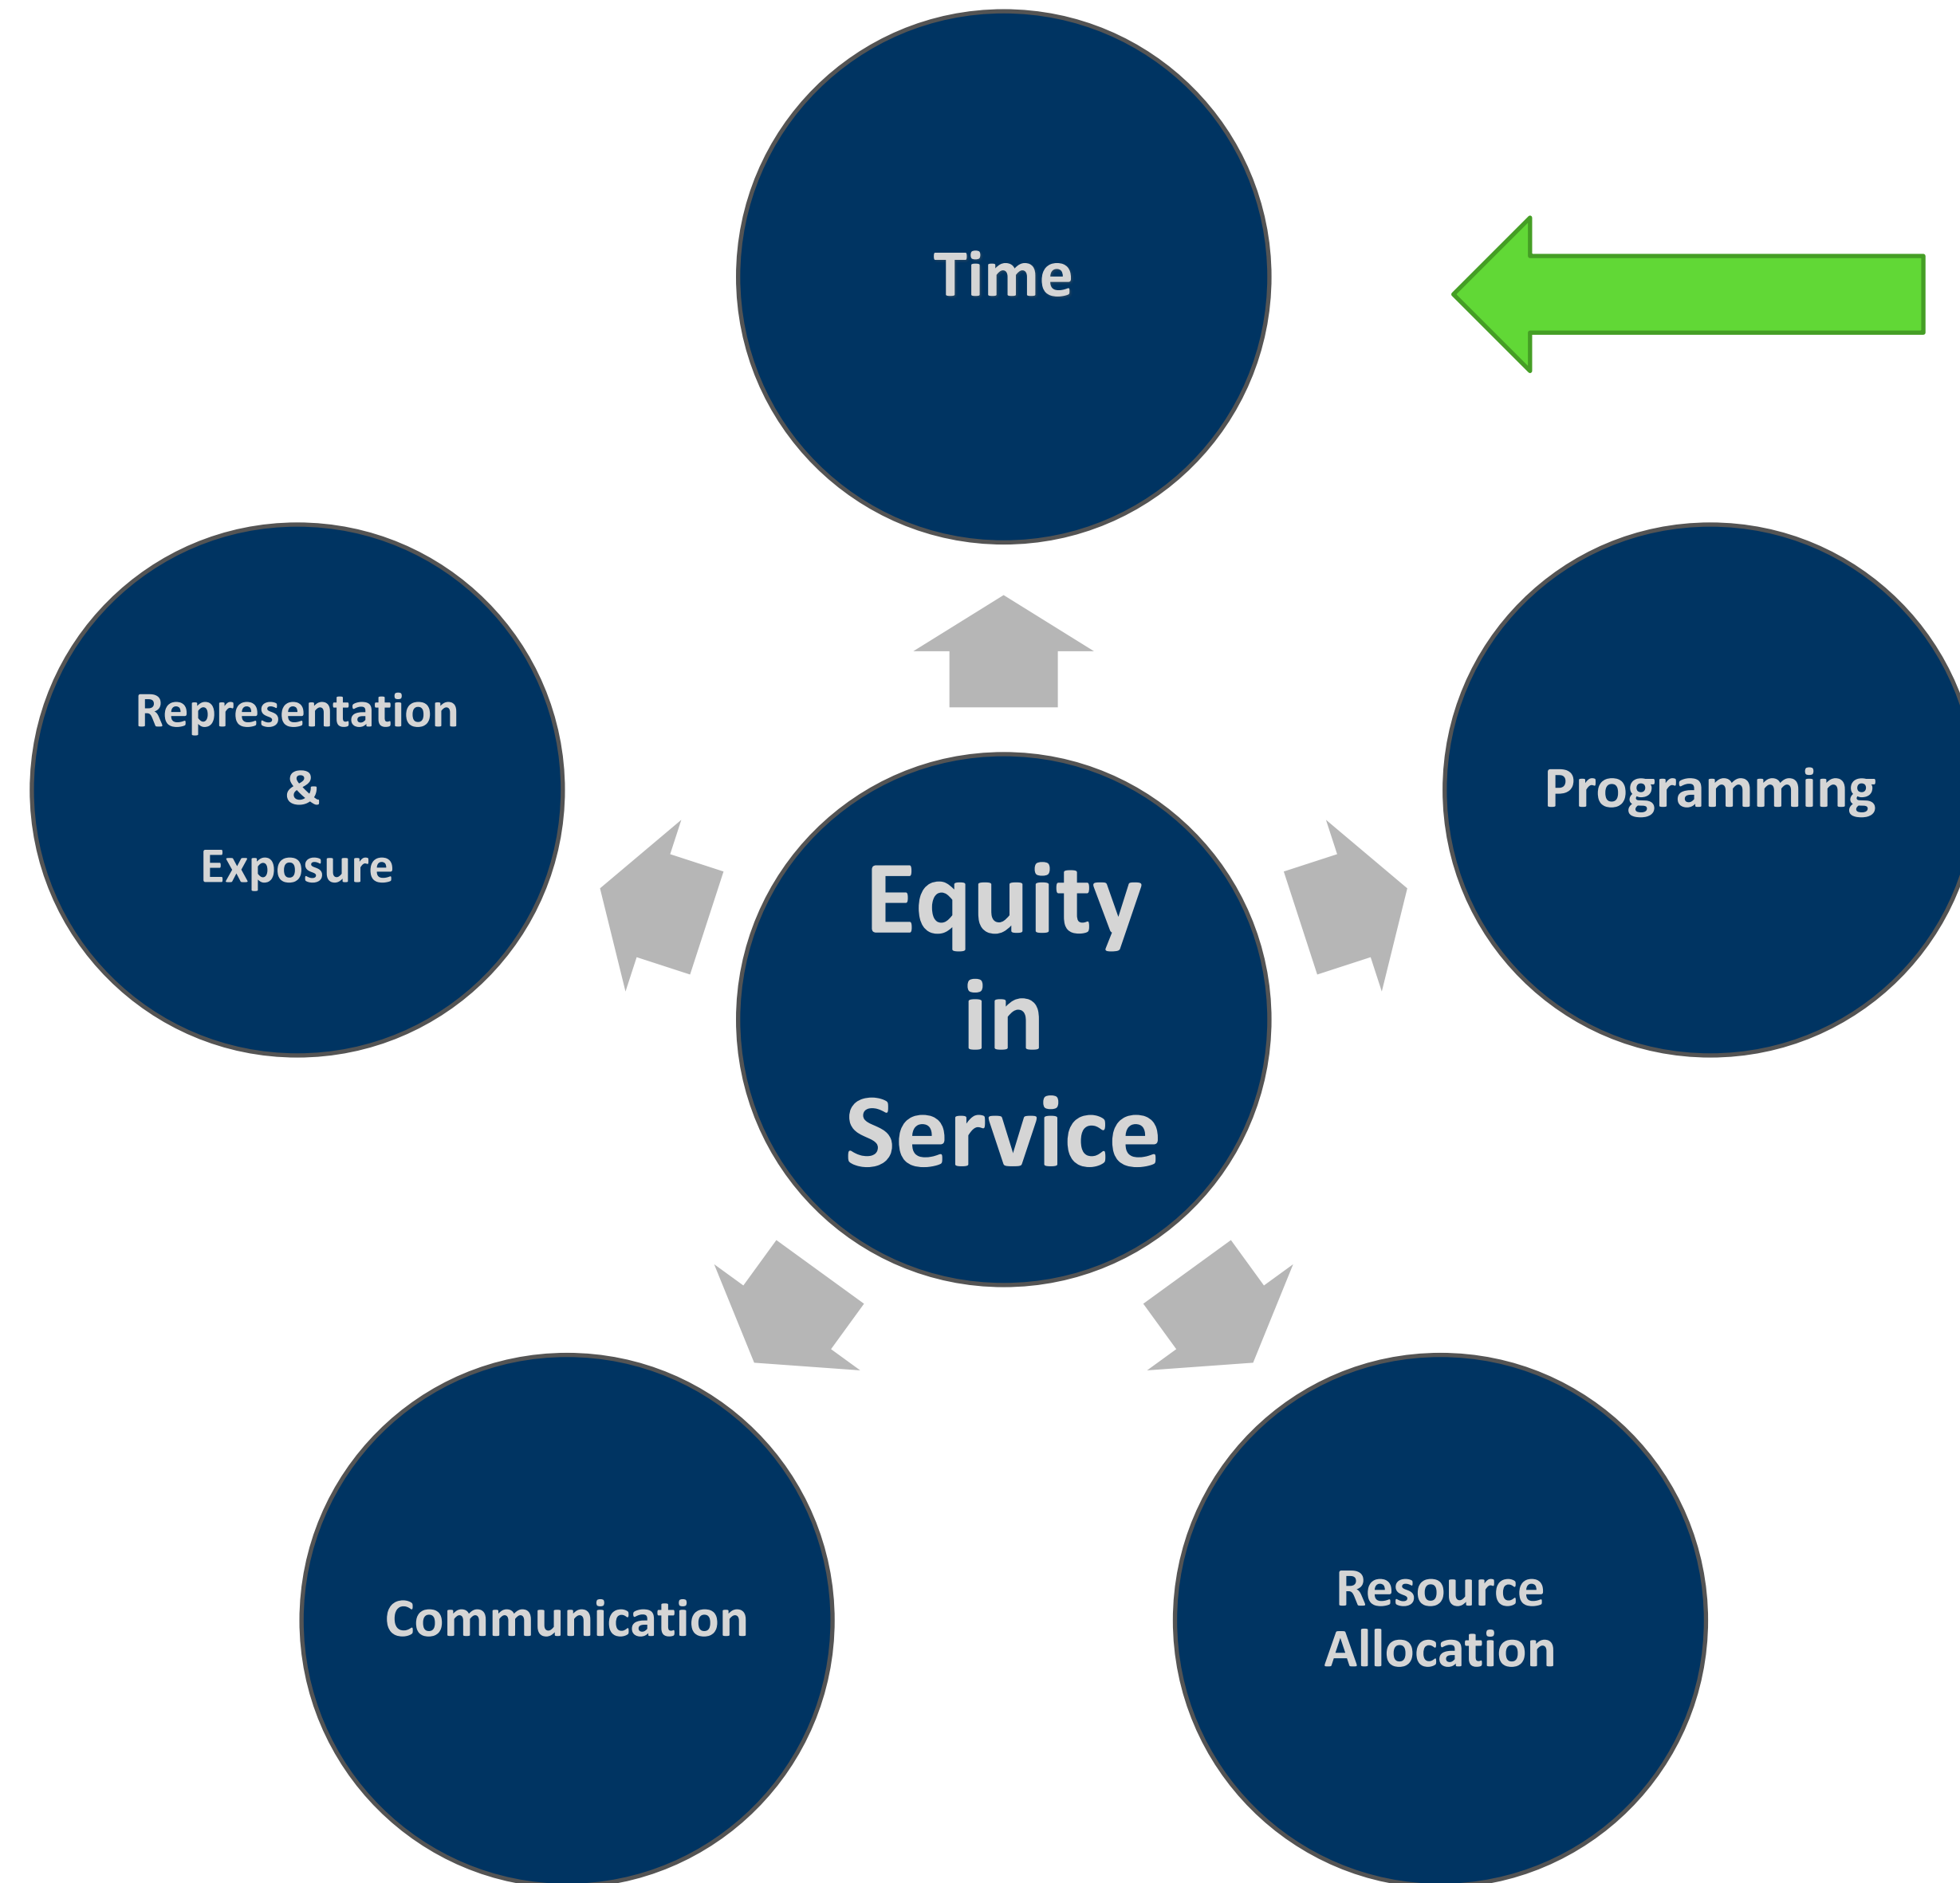 Time
Representation
&
Exposure
Programming
Equity
in
Service
Communication
Resource
Allocation